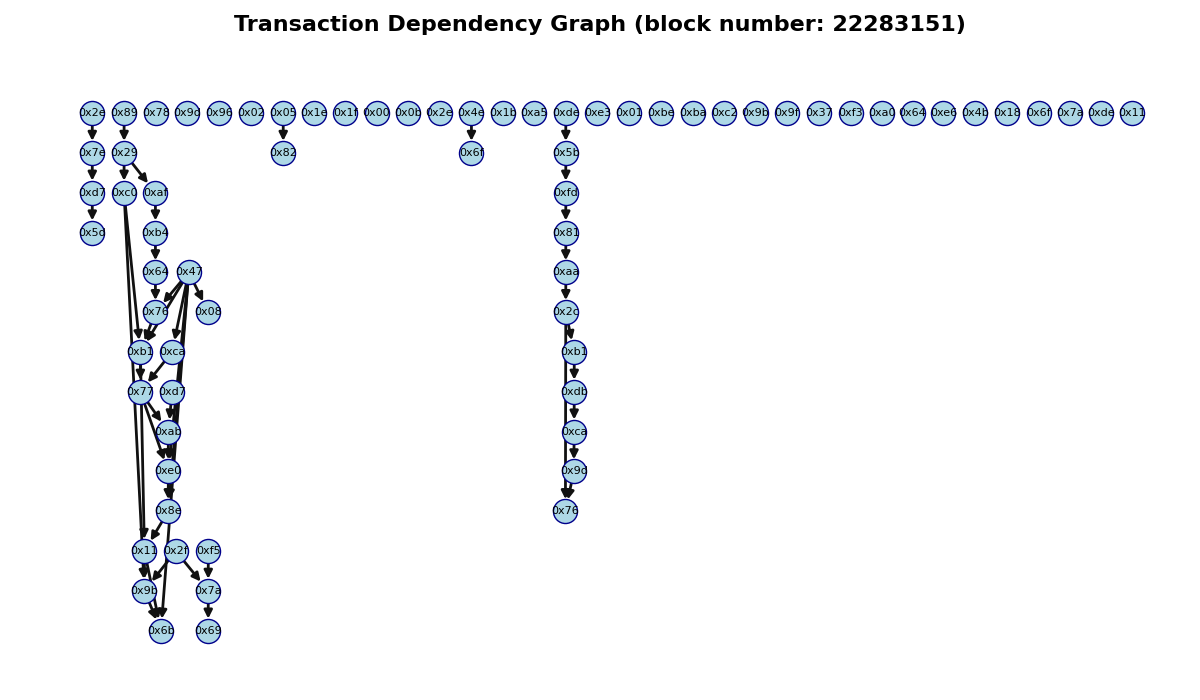 Transaction Dependency Graph (block number: 22283151)
0x2e 0x89 0x78 0x9d 0x96 0x02 0x05 0x1e 0x1f 0x00 0x0b 0x2e 0x4e 0x1b 0xa5 0xde 0xe3 0x01 0xbe 0xba 0xc2 0x9b 0x9f 0x37 0xf3 0xa0 0x64 0xe6 0x4b 0x18 0x6f 0x7a 0xde 0x11
0x7e 0x29 0x82 0x6f 0x5b
0xd7 0xc0 0xaf 0xfd
0x5d 0xb4 0x81
0x64 0x47 0xaa
0x76 0x08 0x2d
0xb1 0xca 0xb1
0x77 0xd7 0xdb
0xab 0xca
0xe0 0x9d
0x8e 0x76
0x11 0x2f 0xf5
0x9b 0x7a
0x6b 0x69